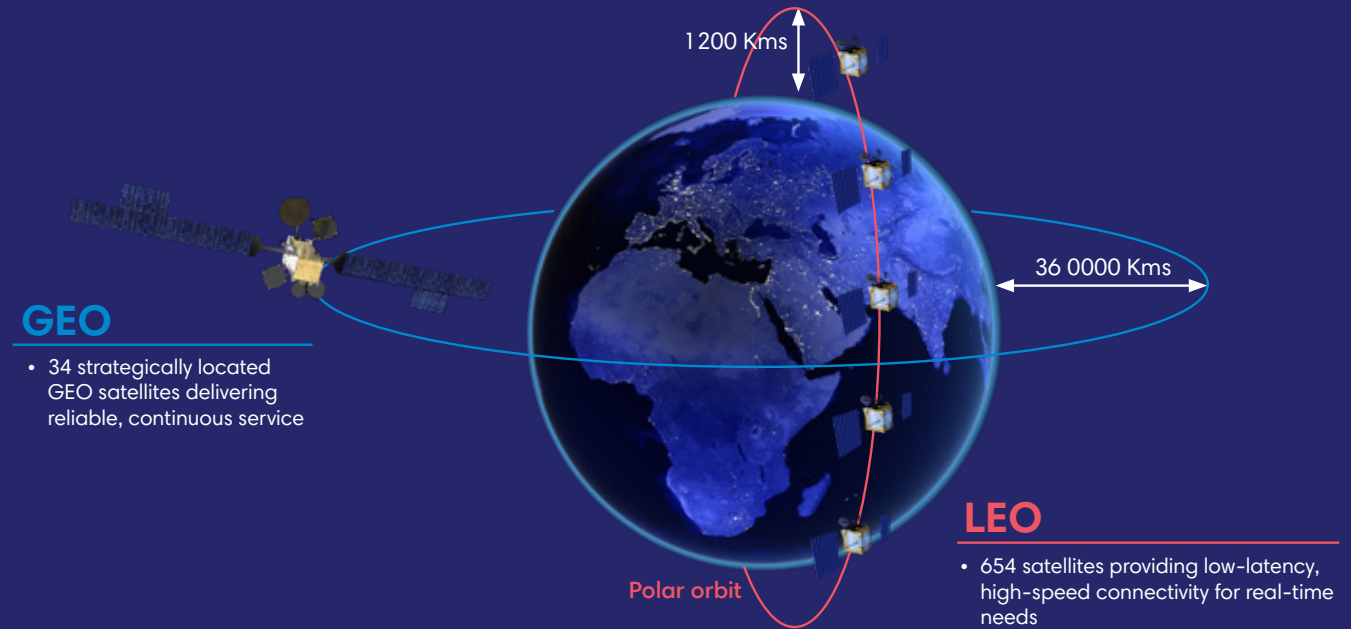 1200 Kms
36 0000 Kms
GEO
• 34 strategically located
GEO satellites delivering
reliable, continuous service
LEO
• 654 satellites providing low-latency,
high-speed connectivity for real-time
needs
Polar orbit